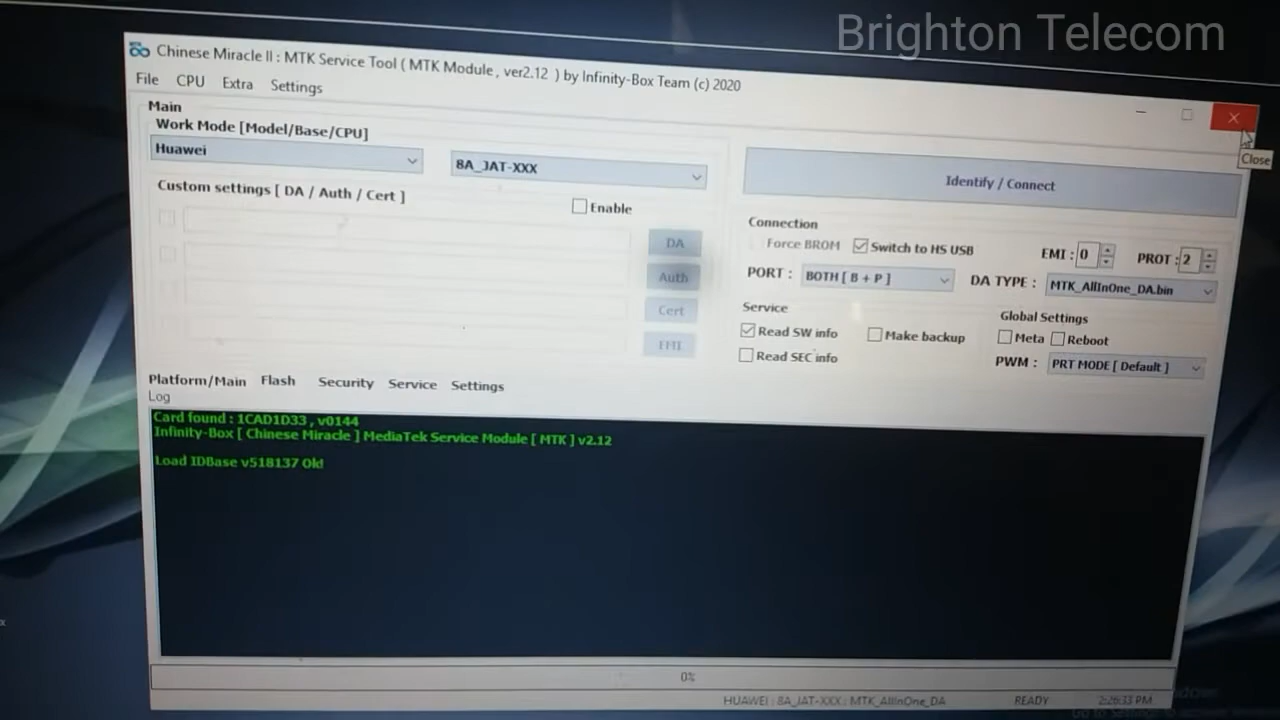 Brighton Telecom
Chinese Miracle II : MTK Service Tool ( MTK Module , ver2.12 ) by Infinity-Box Team (c) 2020
File CPU Extra Settings
Main
Work Mode [Model/Base/CPU]
Huawei
8A_JAT-XXX
Identify / Connect
Close
Custom settings [ DA / Auth / Cert ]
Enable
DA
Auth
Cert
EMI
Connection
Force BROM
Switch to HS USB
EMI : 0
PROT : 2
PORT : BOTH [ B + P ]
DA TYPE : MTK_AllInOne_DA.bin
Service
Read SW info
Make backup
Read SEC info
Global Settings
Meta
Reboot
PWM : PRT MODE [ Default ]
Platform/Main Flash Security Service Settings
Log
Card found : 1CAD1D33 , v0144
Infinity-Box [ Chinese Miracle ] MediaTek Service Module [ MTK ] v2.12
Load IDBase v518137 Ok!
0%
HUAWEI : 8A_JAT-XXX : MTK_AllInOne_DA
READY
2:26:33 PM